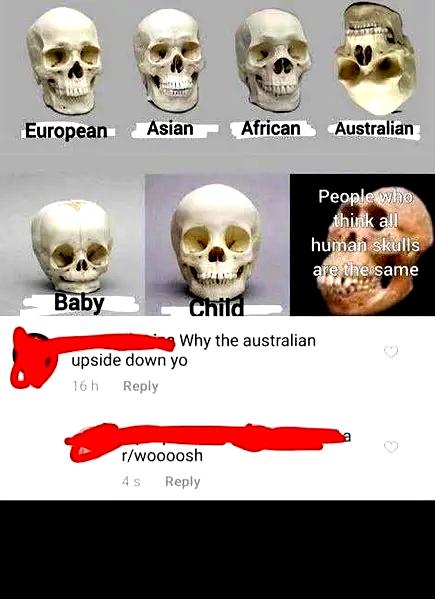 European Asian African Australian
Baby Child
People who
think all
human skulls
are the same
Why the australian
upside down yo
16 h Reply
a
r/woooosh
4 s Reply